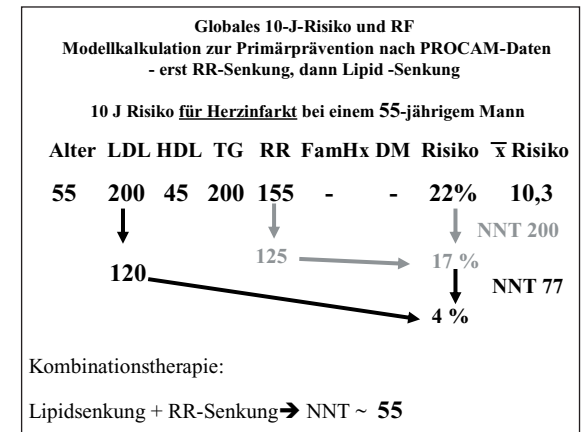 Globales 10-J-Risiko und RF
Modellkalkulation zur Primärprävention nach PROCAM-Daten
- erst RR-Senkung, dann Lipid -Senkung
10 J Risiko für Herzinfarkt bei einem 55-jährigem Mann
Alter LDL HDL TG RR FamHx DM Risiko x̅ Risiko
55 200 45 200 155 - - 22% 10,3
NNT 200
125 17 %
120
NNT 77
4 %
Kombinationstherapie:
Lipidsenkung + RR-Senkung➔ NNT ~ 55